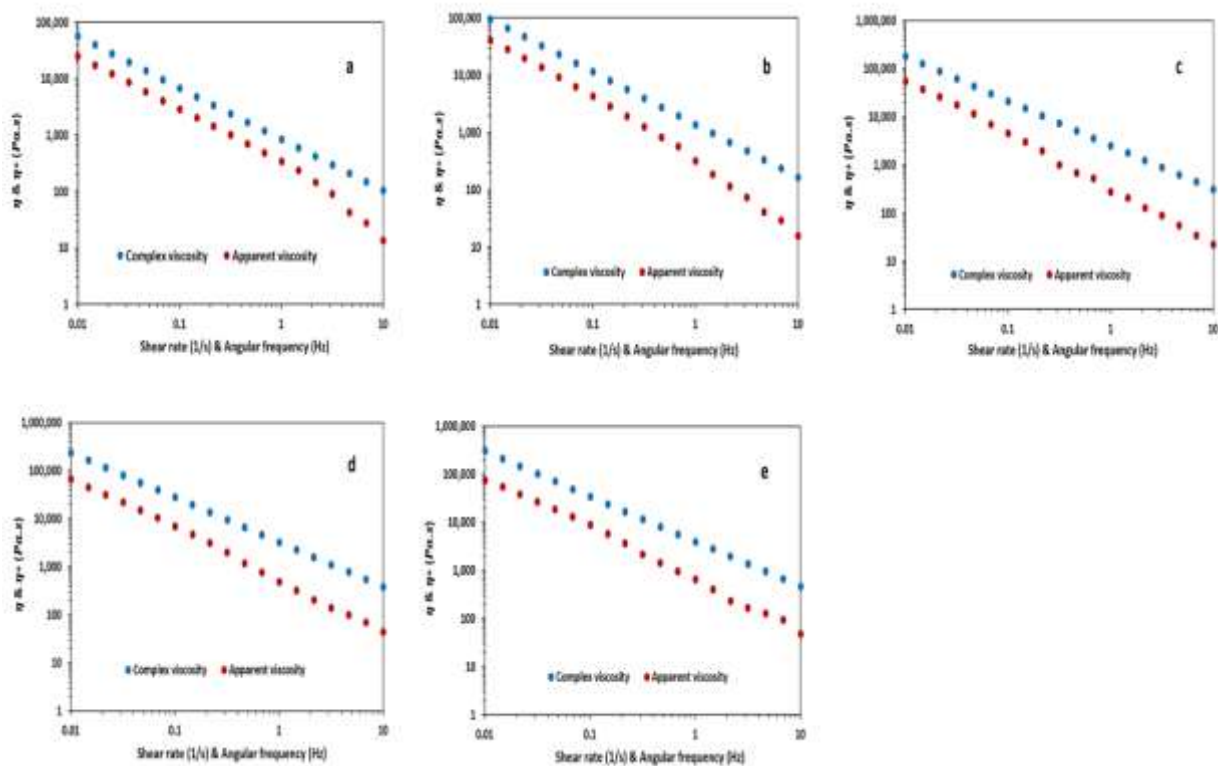 100,000
10,000
1,000
100
10
1
η & η* (Pa.s)
a
Complex viscosity Apparent viscosity
0.01 0.1 1 10
Shear rate (1/s) & Angular frequency (Hz)
100,000
10,000
1,000
100
10
1
η & η* (Pa.s)
b
Complex viscosity Apparent viscosity
0.01 0.1 1 10
Shear rate (1/s) & Angular frequency (Hz)
1,000,000
100,000
10,000
1,000
100
10
1
η & η* (Pa.s)
c
Complex viscosity Apparent viscosity
0.01 0.1 1 10
Shear rate (1/s) & Angular frequency (Hz)
1,000,000
100,000
10,000
1,000
100
10
1
η & η* (Pa.s)
d
Complex viscosity Apparent viscosity
0.01 0.1 1 10
Shear rate (1/s) & Angular frequency (Hz)
1,000,000
100,000
10,000
1,000
100
10
1
η & η* (Pa.s)
e
Complex viscosity Apparent viscosity
0.01 0.1 1 10
Shear rate (1/s) & Angular frequency (Hz)